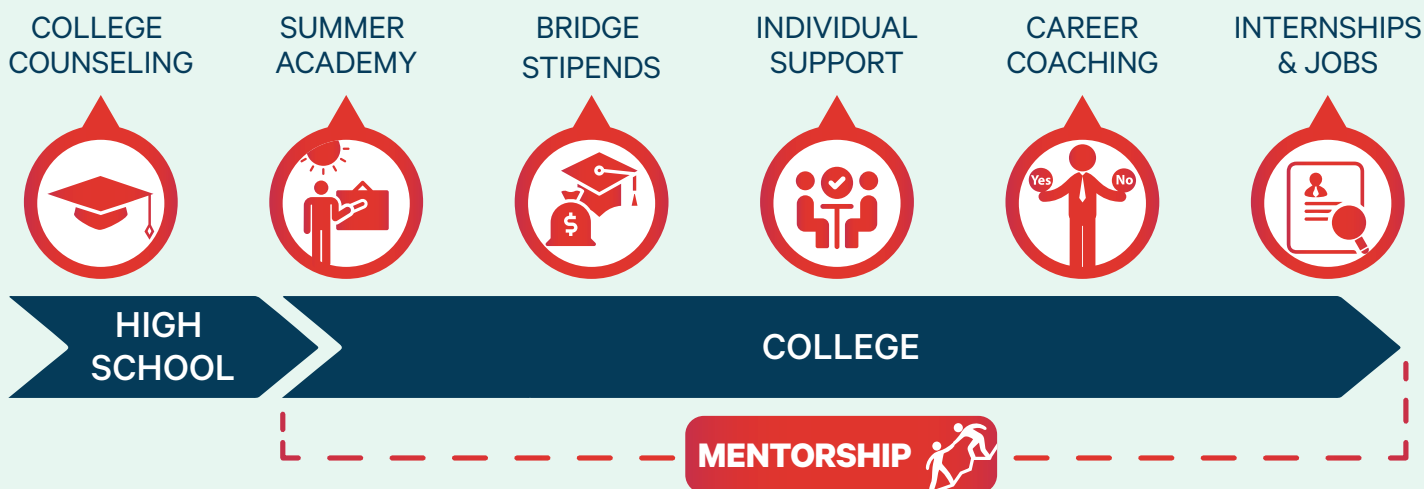 COLLEGE
COUNSELING
SUMMER
ACADEMY
BRIDGE
STIPENDS
INDIVIDUAL
SUPPORT
CAREER
COACHING
INTERNSHIPS
& JOBS
$
Yes
No
HIGH
SCHOOL
COLLEGE
MENTORSHIP